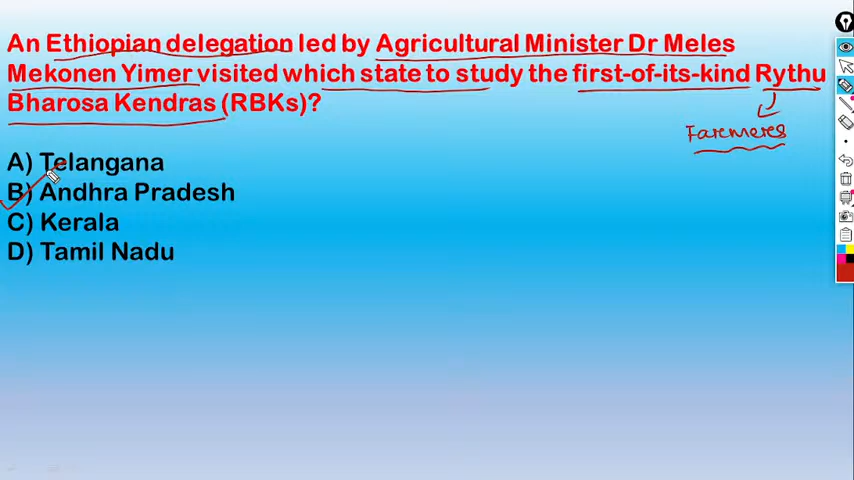 An Ethiopian delegation led by Agricultural Minister Dr Meles
Mekonen Yimer visited which state to study the first-of-its-kind Rythu
Bharosa Kendras (RBKs)?
Faremeres
A) Telangana
B) Andhra Pradesh
C) Kerala
D) Tamil Nadu